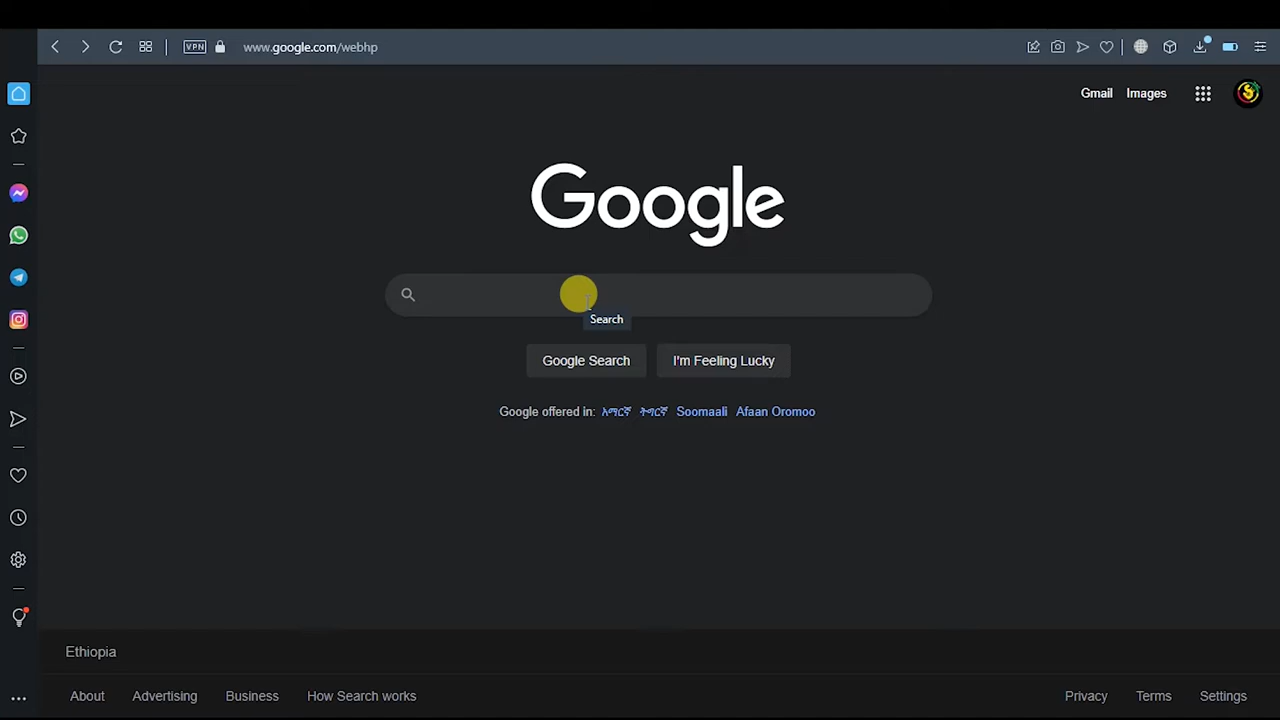 VPN www.google.com/webhp
Gmail Images
Google
Search
Google Search I'm Feeling Lucky
Google offered in: አማርኛ ትግርኛ Soomaali Afaan Oromoo
Ethiopia
About Advertising Business How Search works Privacy Terms Settings